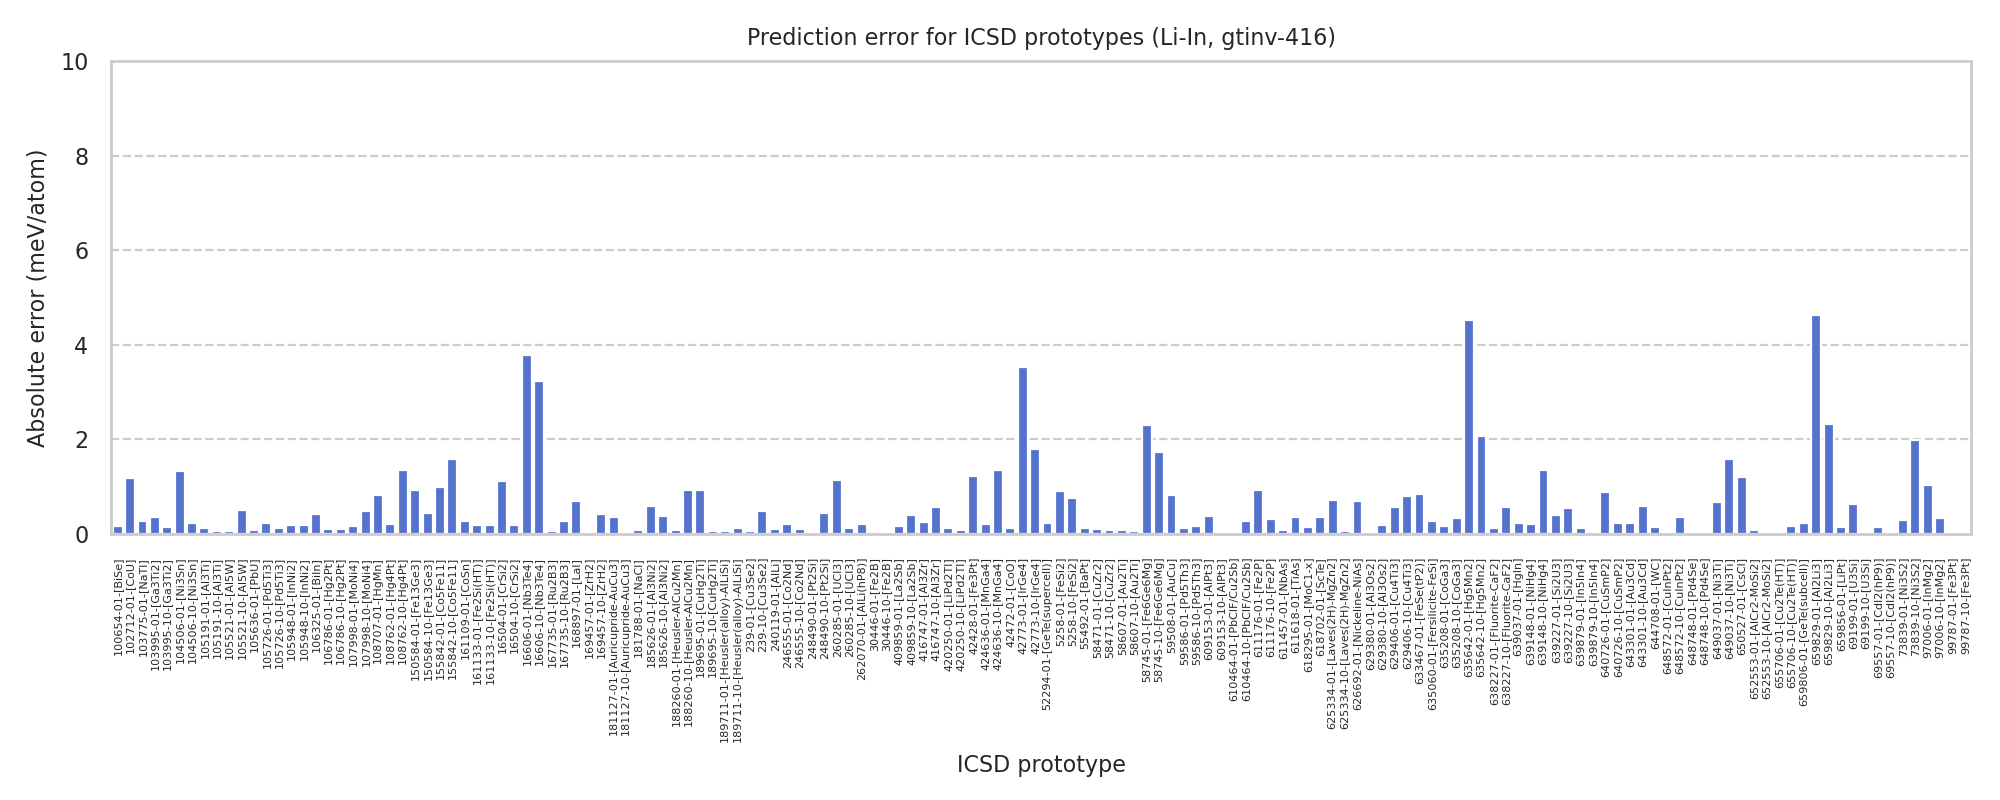 Prediction error for ICSD prototypes (Li-In, gtinv-416)
Absolute error (meV/atom)
10
8
6
4
2
0
100654-01-[BiSe]
102712-01-[CoU]
103775-01-[NaTl]
103995-01-[Ga3Ti2]
103995-10-[Ga3Ti2]
104506-01-[Ni3Sn]
104506-10-[Ni3Sn]
105191-01-[Al3Ti]
105191-10-[Al3Ti]
105521-01-[Al5W]
105521-10-[Al5W]
105636-01-[PbU]
105726-01-[Pd5Ti3]
105726-10-[Pd5Ti3]
105948-01-[InNi2]
105948-10-[InNi2]
106325-01-[BiIn]
106786-01-[Hg2Pt]
106786-10-[Hg2Pt]
107998-01-[MoNi4]
107998-10-[MoNi4]
108707-01-[HgMn]
108762-01-[Hg4Pt]
108762-10-[Hg4Pt]
150584-01-[Fe13Ge3]
150584-10-[Fe13Ge3]
155842-01-[Co5Fe11]
155842-10-[Co5Fe11]
161109-01-[CoSn]
161133-01-[Fe2Si(HT)]
161133-10-[Fe2Si(HT)]
16504-01-[CrSi2]
16504-10-[CrSi2]
16606-01-[Nb3Te4]
16606-10-[Nb3Te4]
167735-01-[Ru2B3]
167735-10-[Ru2B3]
168897-01-[LaI]
169457-01-[ZrH2]
169457-10-[ZrH2]
181127-01-[Auricupride-AuCu3]
181127-10-[Auricupride-AuCu3]
181788-01-[NaCl]
185626-01-[Al3Ni2]
185626-10-[Al3Ni2]
188260-01-[Heusler-AlCu2Mn]
188260-10-[Heusler-AlCu2Mn]
189695-01-[CuHg2Ti]
189695-10-[CuHg2Ti]
189711-01-[Heusler(alloy)-AlLiSi]
189711-10-[Heusler(alloy)-AlLiSi]
239-01-[Cu3Se2]
239-10-[Cu3Se2]
240119-01-[AlLi]
246555-01-[Co2Nd]
246555-10-[Co2Nd]
248490-01-[Pt2Si]
248490-10-[Pt2Si]
260285-01-[UCl3]
260285-10-[UCl3]
262070-01-[AlLi(hP8)]
30446-01-[Fe2B]
30446-10-[Fe2B]
409859-01-[La2Sb]
409859-10-[La2Sb]
416747-01-[Al3Zr]
416747-10-[Al3Zr]
420250-01-[LiPd2Tl]
420250-10-[LiPd2Tl]
42428-01-[Fe3Pt]
424636-01-[MnGa4]
424636-10-[MnGa4]
42472-01-[CoO]
42773-01-[IrGe4]
42773-10-[IrGe4]
52294-01-[GeTe(supercell)]
5258-01-[FeSi2]
5258-10-[FeSi2]
55492-01-[BaPt]
58471-01-[CuZr2]
58471-10-[CuZr2]
58607-01-[Au2Ti]
58607-10-[Au2Ti]
58745-01-[Fe6Ge6Mg]
58745-10-[Fe6Ge6Mg]
59508-01-[AuCu]
59586-01-[Pd5Th3]
59586-10-[Pd5Th3]
609153-01-[AlPt3]
609153-10-[AlPt3]
610464-01-[PbClF/Cu2Sb]
610464-10-[PbClF/Cu2Sb]
611176-01-[Fe2P]
611176-10-[Fe2P]
611457-01-[NbAs]
611618-01-[TiAs]
618295-01-[MoC1-x]
618702-01-[ScTe]
625334-01-[Laves(2H)-MgZn2]
625334-10-[Laves(2H)-MgZn2]
626692-01-[Nickeline-NiAs]
629380-01-[Al3Os2]
629380-10-[Al3Os2]
629406-01-[Cu4Ti3]
629406-10-[Cu4Ti3]
633467-01-[FeSe(tP2)]
635060-01-[Fersilicite-FeSi]
635208-01-[CoGa3]
635208-10-[CoGa3]
635642-01-[Hg5Mn2]
635642-10-[Hg5Mn2]
638227-01-[Fluorite-CaF2]
638227-10-[Fluorite-CaF2]
639037-01-[HgIn]
639148-01-[NiHg4]
639148-10-[NiHg4]
639227-01-[Si2U3]
639227-10-[Si2U3]
639879-01-[In5In4]
639879-10-[In5In4]
640726-01-[CuSmP2]
640726-10-[CuSmP2]
643301-01-[Au3Cd]
643301-10-[Au3Cd]
644708-01-[WC]
648572-01-[CuInPt2]
648572-10-[CuInPt2]
648748-01-[Pd4Se]
648748-10-[Pd4Se]
649037-01-[Ni3Ti]
649037-10-[Ni3Ti]
650527-01-[CsCl]
652553-01-[AlCr2-MoSi2]
652553-10-[AlCr2-MoSi2]
655706-01-[Cu2Te(HT)]
655706-10-[Cu2Te(HT)]
659806-01-[GeTe(subcell)]
659829-01-[Al2Li3]
659829-10-[Al2Li3]
659856-01-[LiPt]
69199-01-[U3Si]
69199-10-[U3Si]
69557-01-[CdI2(hP9)]
69557-10-[CdI2(hP9)]
73839-01-[Ni3S2]
73839-10-[Ni3S2]
97006-01-[InMg2]
97006-10-[InMg2]
99787-01-[Fe3Pt]
99787-10-[Fe3Pt]
ICSD prototype